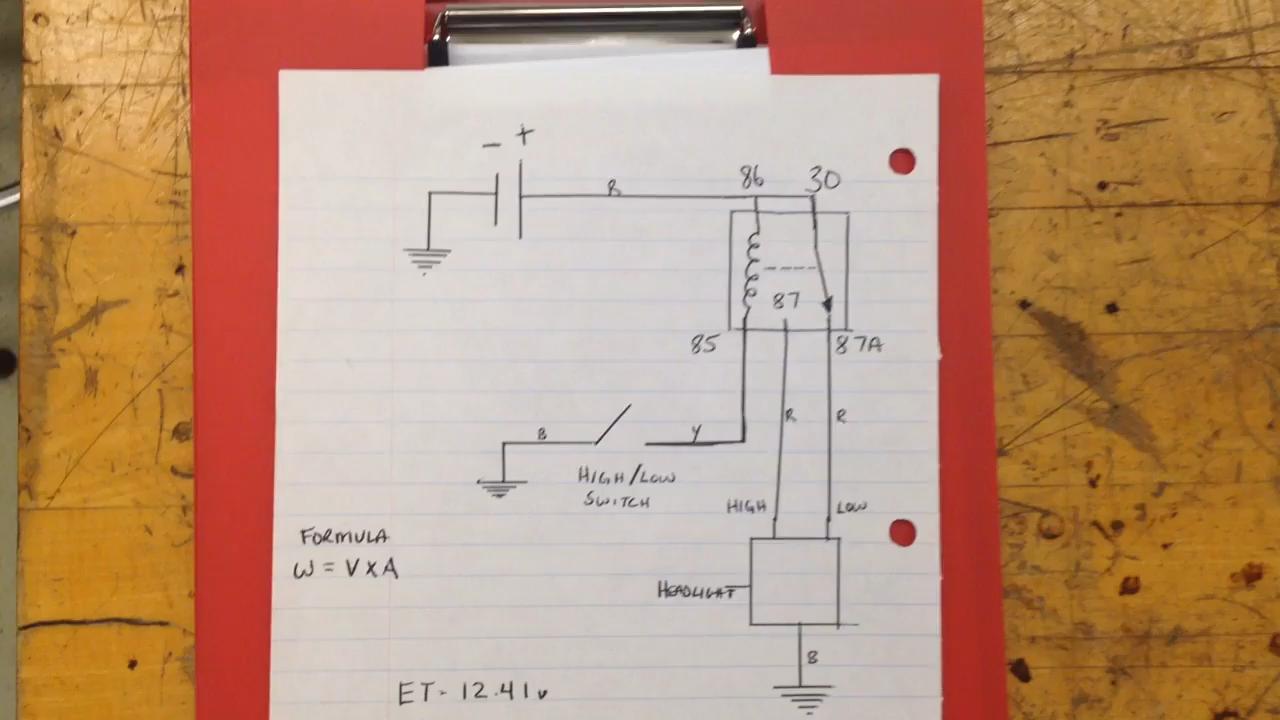 - +
R
86 30
87
85
87A
R R
B
Y
HIGH/LOW
SWITCH
HIGH LOW
FORMULA
W = V X A
HEADLIGHT
B
ET- 12.41v